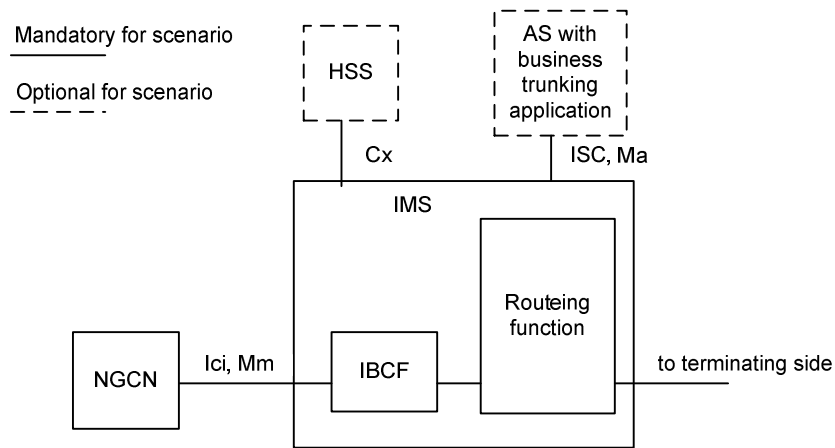 Mandatory for scenario
Optional for scenario
HSS
AS with
business
trunking
application
Cx
ISC, Ma
IMS
Routeing
function
NGCN
Ici, Mm
IBCF
to terminating side